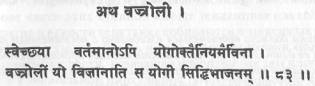 अथ वज्रोली ।
स्वेच्छया वर्तमानोऽपि योगोक्तैर्नियमैर्विना ।
वज्रोलीं यो विजानाति स योगी सिद्धिभाजनम् ॥ ८३ ॥